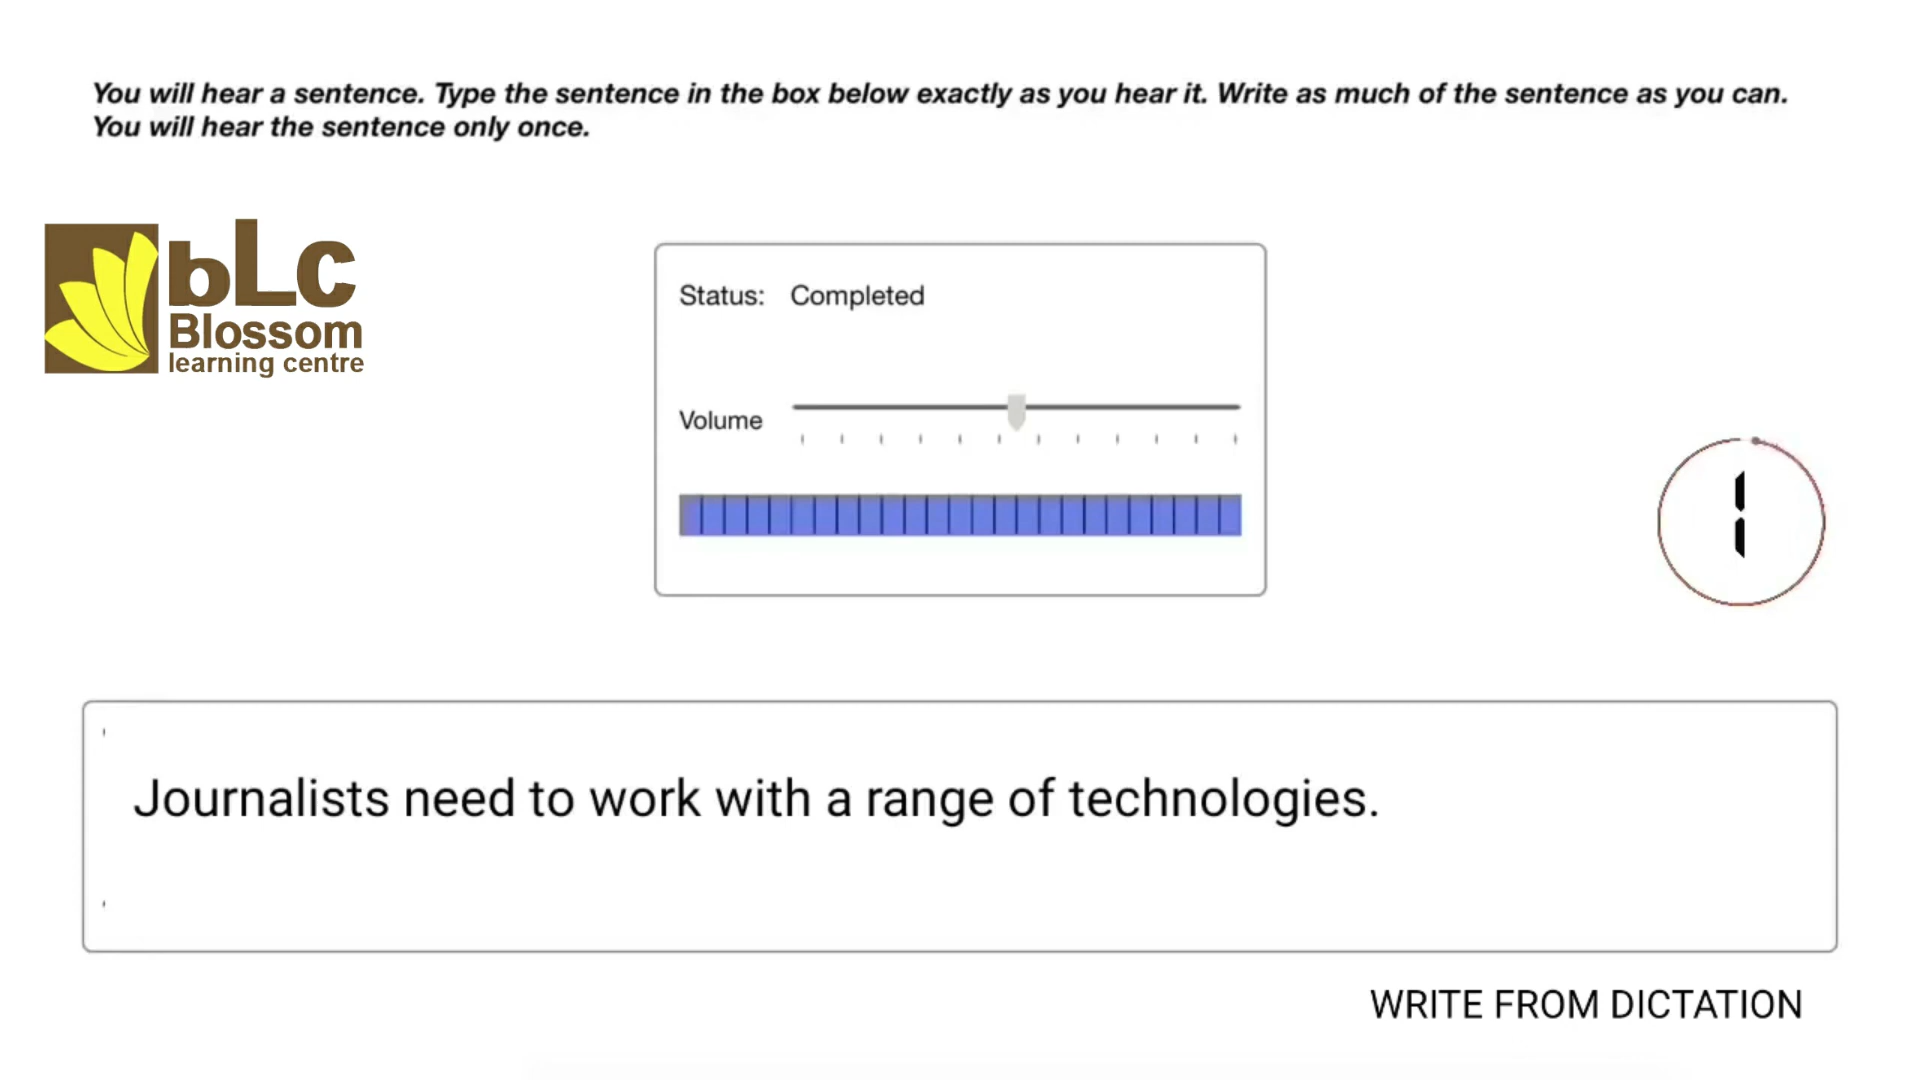 You will hear a sentence. Type the sentence in the box below exactly as you hear it. Write as much of the sentence as you can.
You will hear the sentence only once.
bLc
Blossom
learning centre
Status: Completed
Volume
1
Journalists need to work with a range of technologies.
WRITE FROM DICTATION